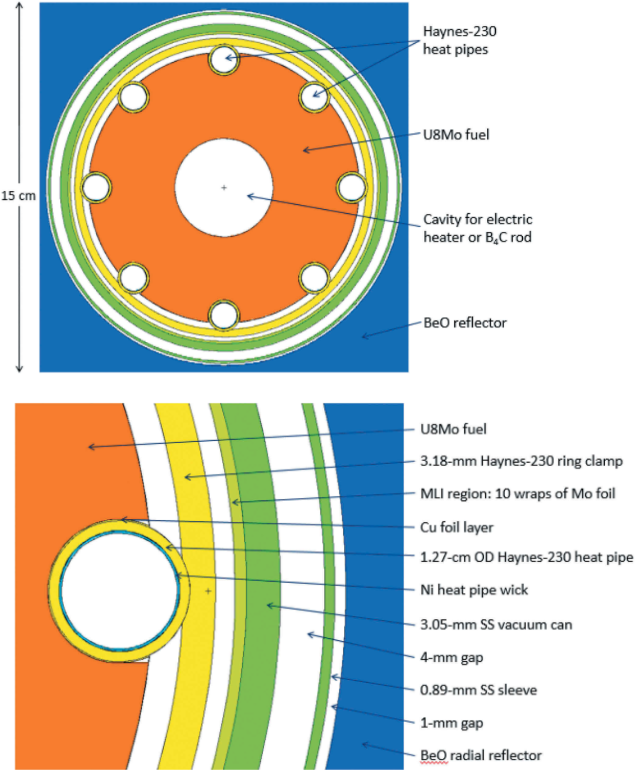 Haynes-230
heat pipes
U8Mo fuel
15 cm
Cavity for electric
heater or B₄C rod
BeO reflector
U8Mo fuel
3.18-mm Haynes-230 ring clamp
MLI region: 10 wraps of Mo foil
Cu foil layer
1.27-cm OD Haynes-230 heat pipe
Ni heat pipe wick
3.05-mm SS vacuum can
4-mm gap
0.89-mm SS sleeve
1-mm gap
BeO radial reflector